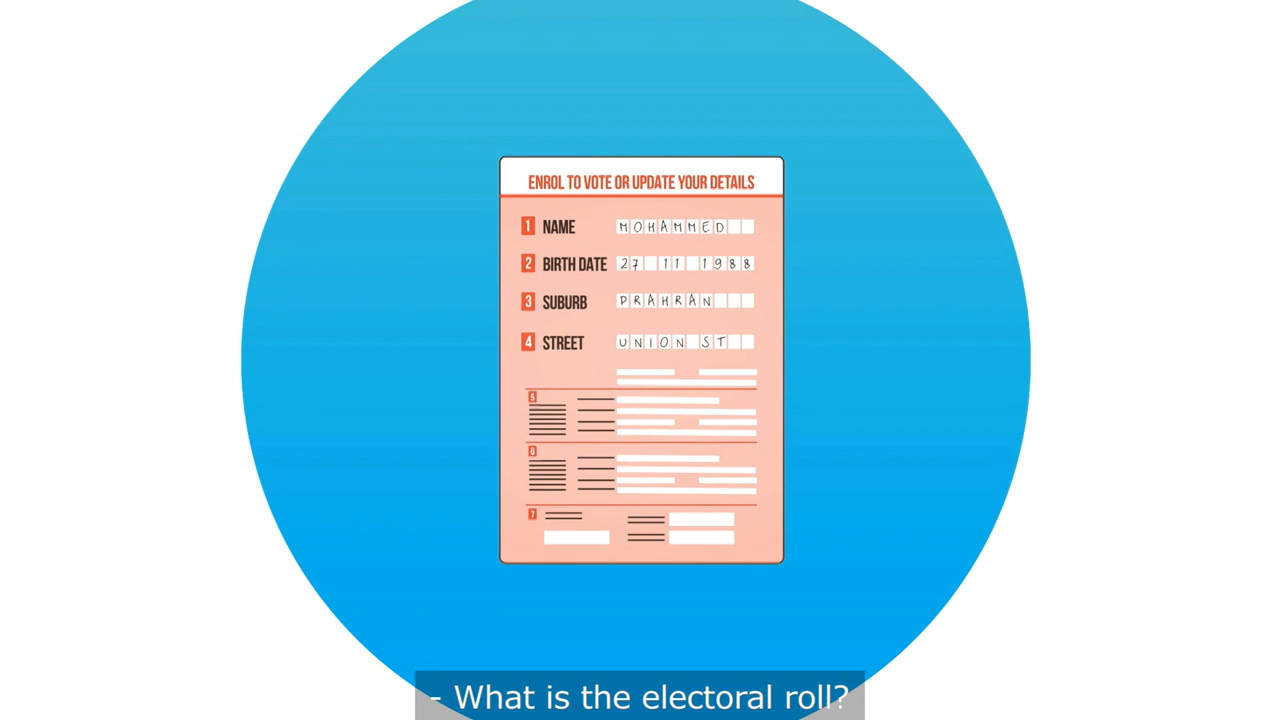 ENROL TO VOTE OR UPDATE YOUR DETAILS
1 NAME MOHAMMED
2 BIRTH DATE 27 11 1988
3 SUBURB PRAHRAN
4 STREET UNION ST
5
6
7
- What is the electoral roll?